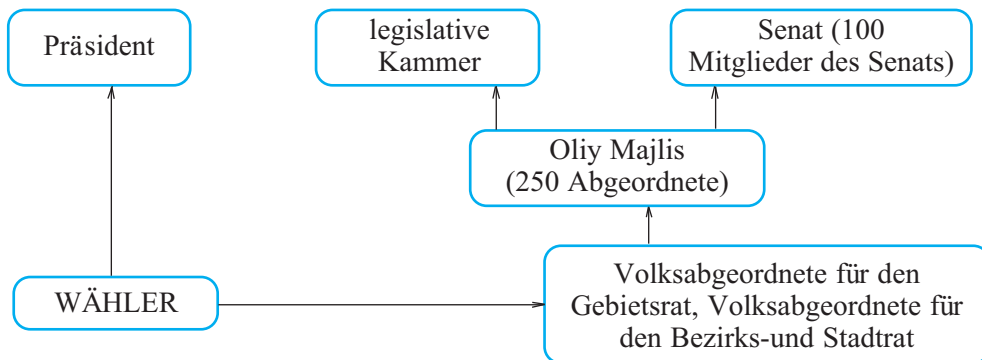 Präsident
legislative
Kammer
Senat (100
Mitglieder des Senats)
Oliy Majlis
(250 Abgeordnete)
WÄHLER
Volksabgeordnete für den
Gebietsrat, Volksabgeordnete für
den Bezirks-und Stadtrat